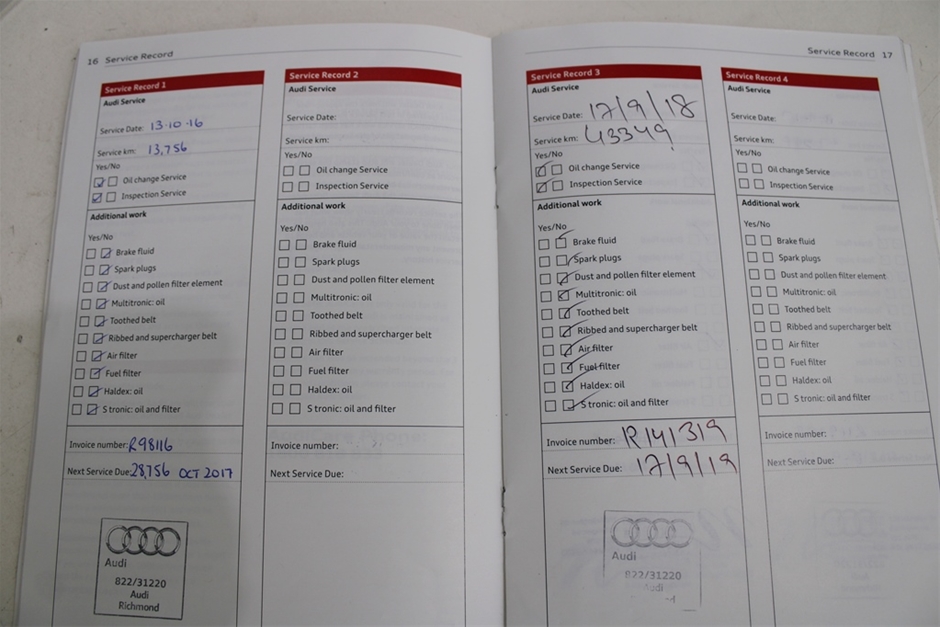 16 Service Record
Service Record 1
Audi Service
Service Date: 13·10·16
Service km: 13,756
Yes/No
Oil change Service
Inspection Service
Additional work
Yes/No
Brake fluid
Spark plugs
Dust and pollen filter element
Multitronic: oil
Toothed belt
Ribbed and supercharger belt
Air filter
Fuel filter
Haldex: oil
S tronic: oil and filter
Invoice number: R98116
Next Service Due: 28,756 OCT 2017
Audi
822/31220
Audi
Richmond
Service Record 2
Audi Service
Service Date:
Service km:
Yes/No
Oil change Service
Inspection Service
Additional work
Yes/No
Brake fluid
Spark plugs
Dust and pollen filter element
Multitronic: oil
Toothed belt
Ribbed and supercharger belt
Air filter
Fuel filter
Haldex: oil
S tronic: oil and filter
Invoice number:
Next Service Due:
Service Record 17
Service Record 3
Audi Service
Service Date: 17/9/18
Service km: 43349
Yes/No
Oil change Service
Inspection Service
Additional work
Yes/No
Brake fluid
Spark plugs
Dust and pollen filter element
Multitronic: oil
Toothed belt
Ribbed and supercharger belt
Air filter
Fuel filter
Haldex: oil
S tronic: oil and filter
Invoice number: R141319
Next Service Due: 17/9/19
Audi
822/31220
Audi
Service Record 4
Audi Service
Service Date:
Service km:
Yes/No
Oil change Service
Inspection Service
Additional work
Yes/No
Brake fluid
Spark plugs
Dust and pollen filter element
Multitronic: oil
Toothed belt
Ribbed and supercharger belt
Air filter
Fuel filter
Haldex: oil
S tronic: oil and filter
Invoice number:
Next Service Due: